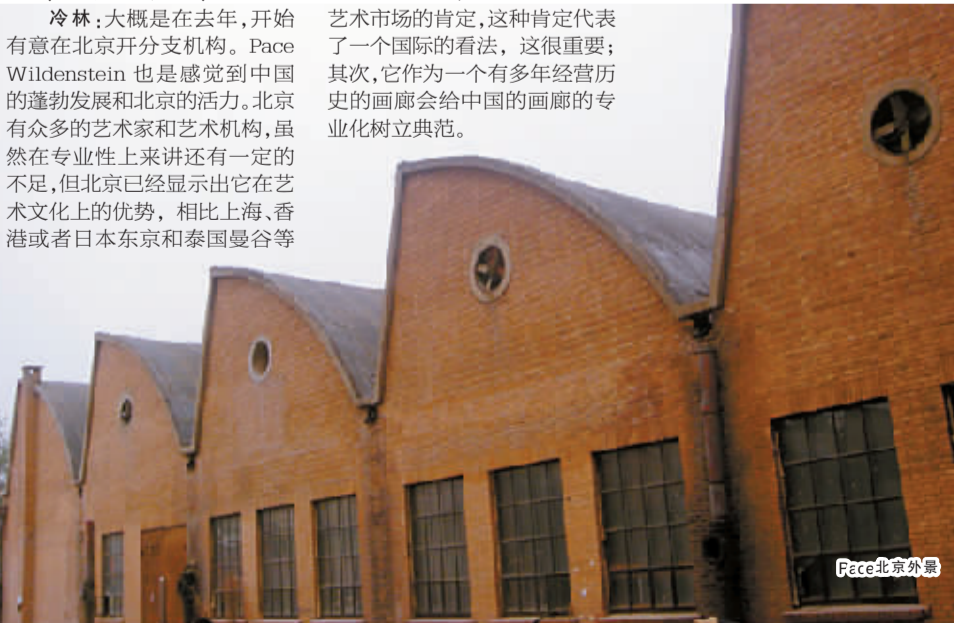 冷林:大概是在去年,开始
有意在北京开分支机构。Pace
Wildenstein 也是感觉到中国
的蓬勃发展和北京的活力。北京
有众多的艺术家和艺术机构,虽
然在专业性上来讲还有一定的
不足,但北京已经显示出它在艺
术文化上的优势，相比上海、香
港或者日本东京和泰国曼谷等
艺术市场的肯定,这种肯定代表
了一个国际的看法，这很重要；
其次,它作为一个有多年经营历
史的画廊会给中国的画廊的专
业化树立典范。
Face北京外景